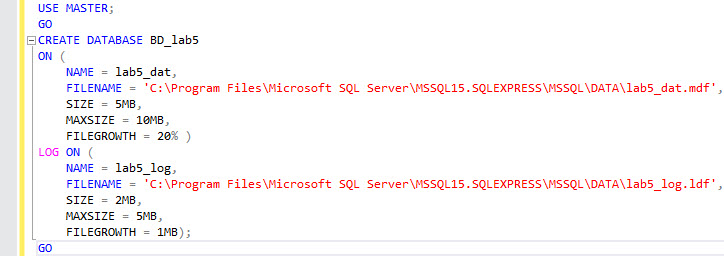 USE MASTER;
GO
CREATE DATABASE BD_lab5
ON (
    NAME = lab5_dat,
    FILENAME = 'C:\Program Files\Microsoft SQL Server\MSSQL15.SQLEXPRESS\MSSQL\DATA\lab5_dat.mdf',
    SIZE = 5MB,
    MAXSIZE = 10MB,
    FILEGROWTH = 20% )
LOG ON (
    NAME = lab5_log,
    FILENAME = 'C:\Program Files\Microsoft SQL Server\MSSQL15.SQLEXPRESS\MSSQL\DATA\lab5_log.ldf',
    SIZE = 2MB,
    MAXSIZE = 5MB,
    FILEGROWTH = 1MB);
GO